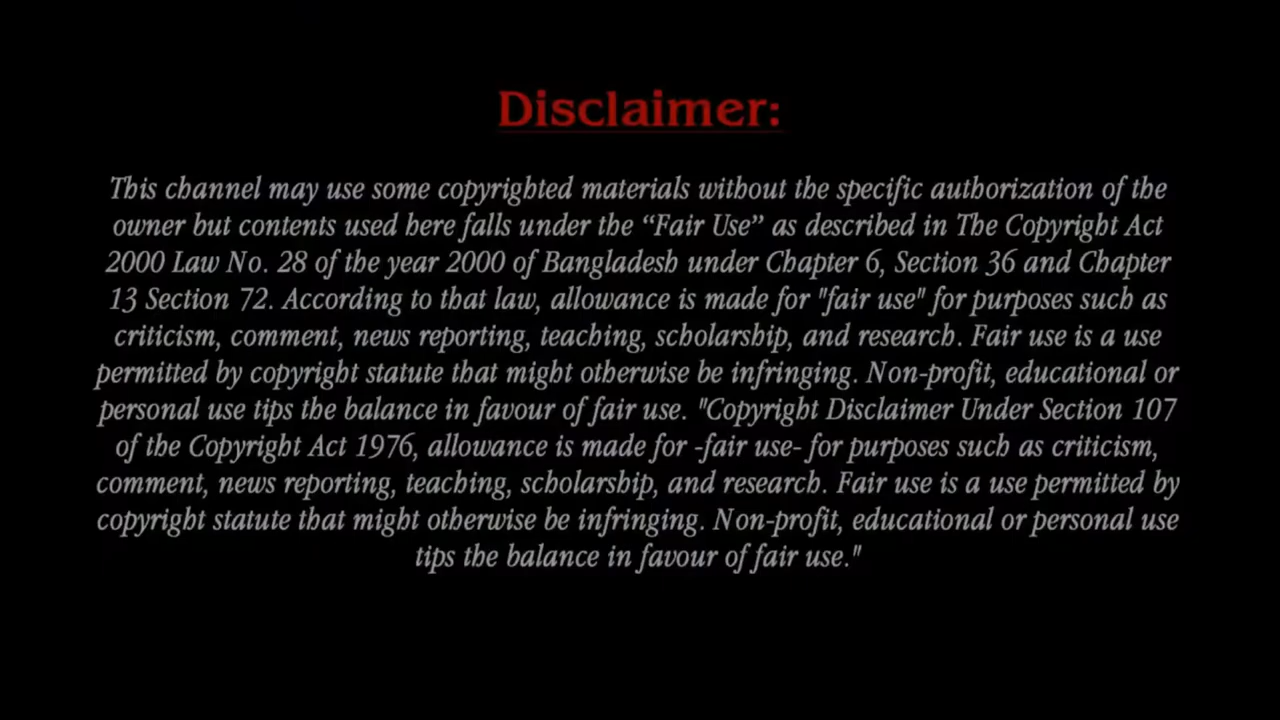 Disclaimer:
This channel may use some copyrighted materials without the specific authorization of the
owner but contents used here falls under the “Fair Use” as described in The Copyright Act
2000 Law No. 28 of the year 2000 of Bangladesh under Chapter 6, Section 36 and Chapter
13 Section 72. According to that law, allowance is made for "fair use" for purposes such as
criticism, comment, news reporting, teaching, scholarship, and research. Fair use is a use
permitted by copyright statute that might otherwise be infringing. Non-profit, educational or
personal use tips the balance in favour of fair use. "Copyright Disclaimer Under Section 107
of the Copyright Act 1976, allowance is made for -fair use- for purposes such as criticism,
comment, news reporting, teaching, scholarship, and research. Fair use is a use permitted by
copyright statute that might otherwise be infringing. Non-profit, educational or personal use
tips the balance in favour of fair use."